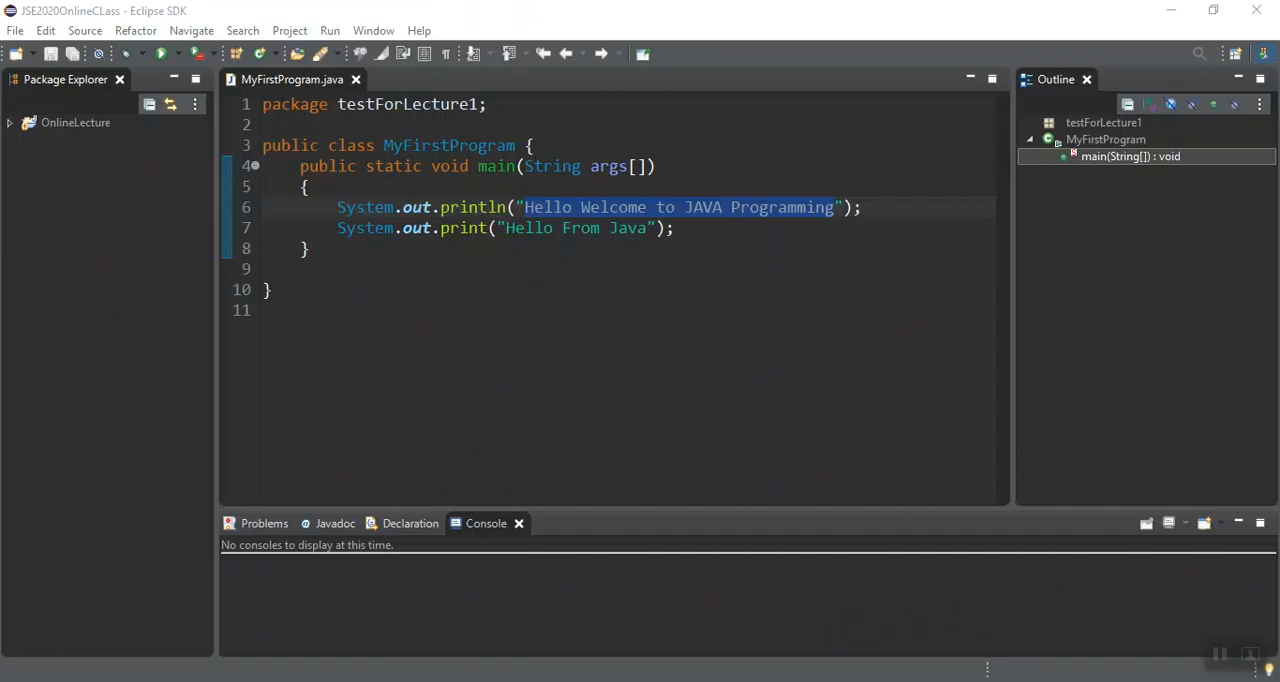 JSE2020OnlineCLass - Eclipse SDK
File Edit Source Refactor Navigate Search Project Run Window Help
Package Explorer
OnlineLecture
MyFirstProgram.java
1 package testForLecture1;
2
3 public class MyFirstProgram {
4 public static void main(String args[])
5 {
6 System.out.println("Hello Welcome to JAVA Programming");
7 System.out.print("Hello From Java");
8 }
9
10 }
11
Outline
testForLecture1
MyFirstProgram
main(String[]) : void
Problems Javadoc Declaration Console
No consoles to display at this time.